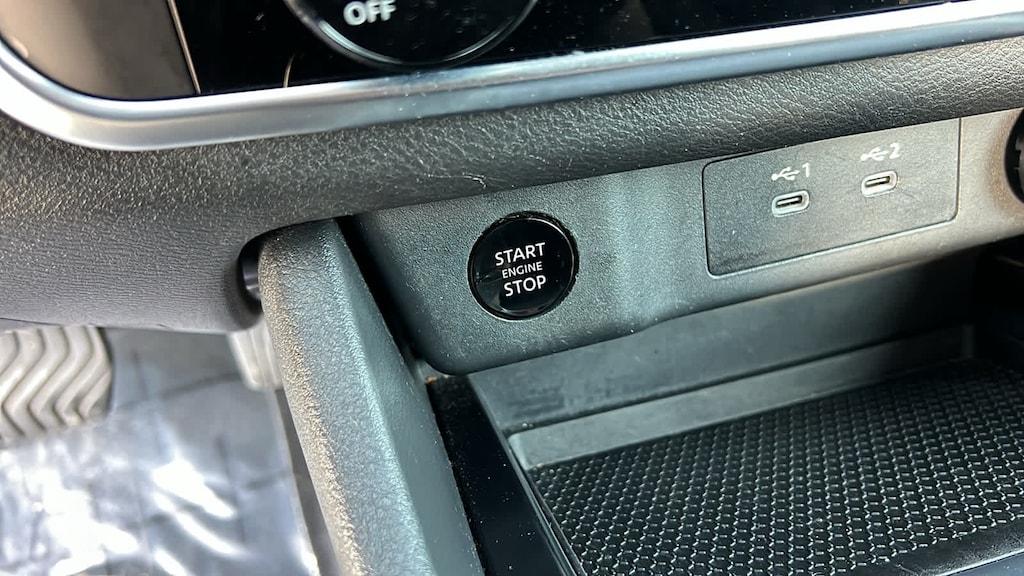 OFF
1
2
START
ENGINE
STOP